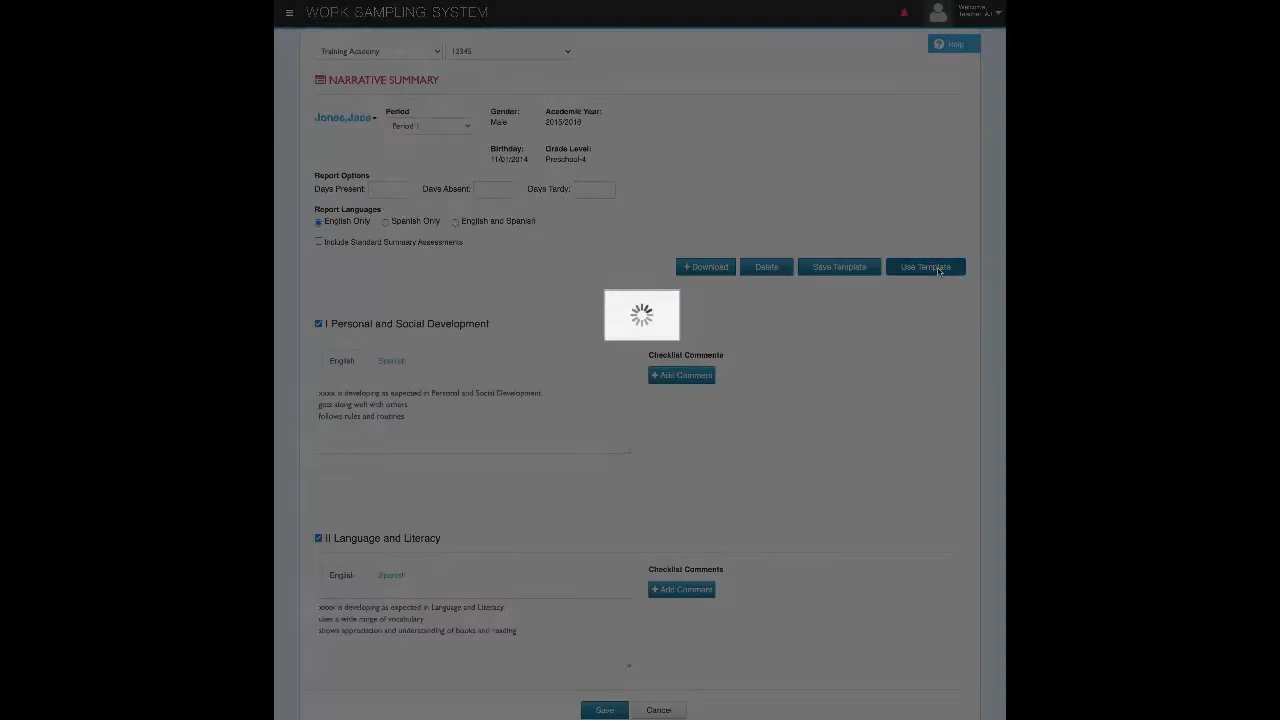 WORK SAMPLING SYSTEM
Welcome,
Teacher, A.I
Training Academy
12345
Help
NARRATIVE SUMMARY
Jones, Jace
Period
Period 1
Gender:
Male
Academic Year:
2015/2016
Birthday:
11/01/2014
Grade Level:
Preschool-4
Report Options
Days Present:
Days Absent:
Days Tardy:
Report Languages
English Only
Spanish Only
English and Spanish
Include Standard Summary Assessments
+ Download
Delete
Save Template
Use Template
I Personal and Social Development
English
Spanish
Checklist Comments
+ Add Comment
xxxx is developing as expected in Personal and Social Development.
gets along well with others
follows rules and routines
II Language and Literacy
English
Spanish
Checklist Comments
+ Add Comment
xxxx is developing as expected in Language and Literacy.
uses a wide range of vocabulary
shows appreciation and understanding of books and reading
Save
Cancel